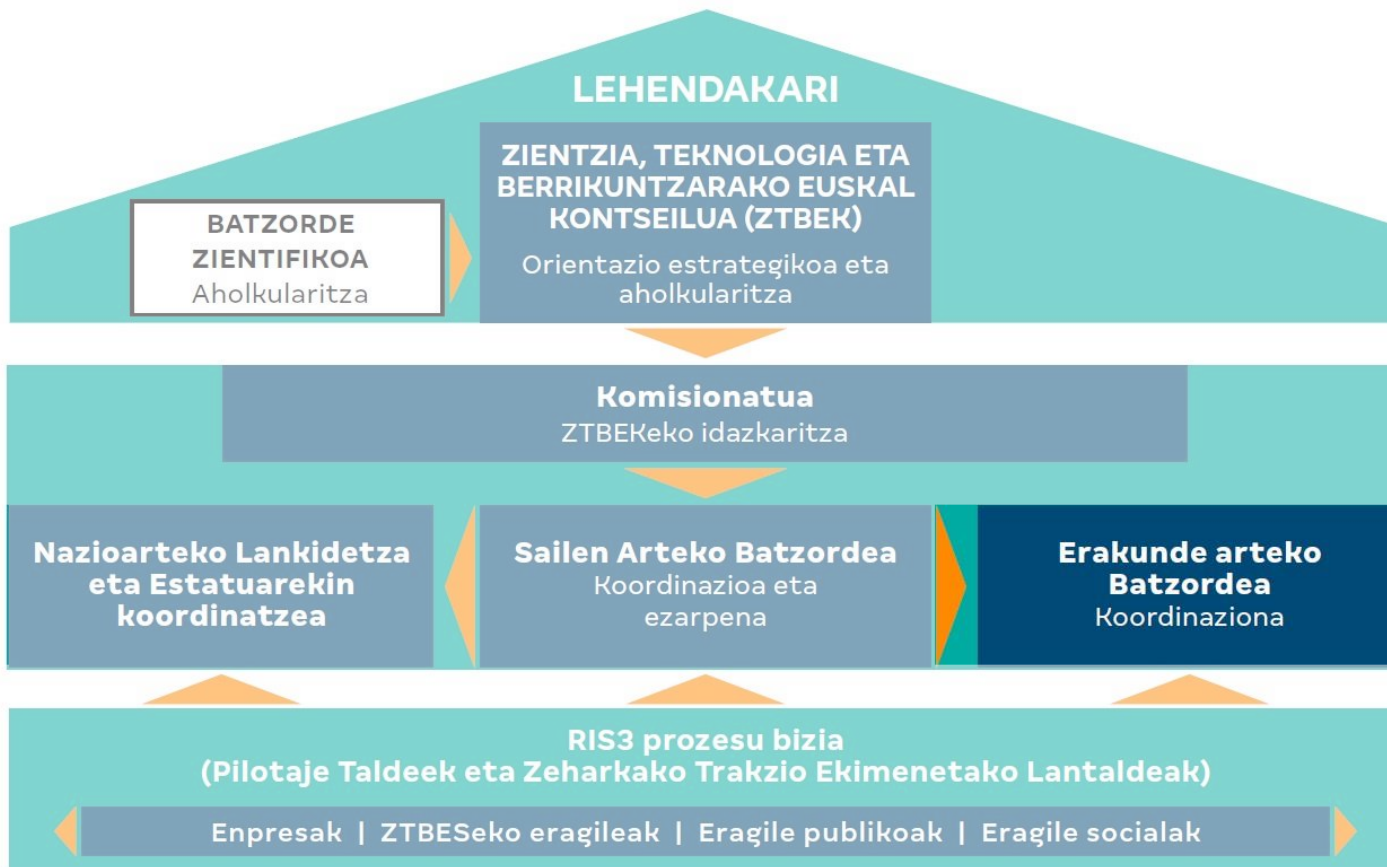 LEHENDAKARI
ZIENTZIA, TEKNOLOGIA ETA
BERRIKUNTZARAKO EUSKAL
KONTSEILUA (ZTBEK)
Orientazio estrategikoa eta
aholkularitza
BATZORDE
ZIENTIFIKOA
Aholkularitza
Komisionatua
ZTBEKeko idazkaritza
Nazioarteko Lankidetza
eta Estatuarekin
koordinatzea
Sailen Arteko Batzordea
Koordinazioa eta
ezarpena
Erakunde arteko
Batzordea
Koordinaziona
RIS3 prozesu bizia
(Pilotaje Taldeek eta Zeharkako Trakzio Ekimenetako Lantaldeak)
Enpresak | ZTBESeko eragileak | Eragile publikoak | Eragile socialak